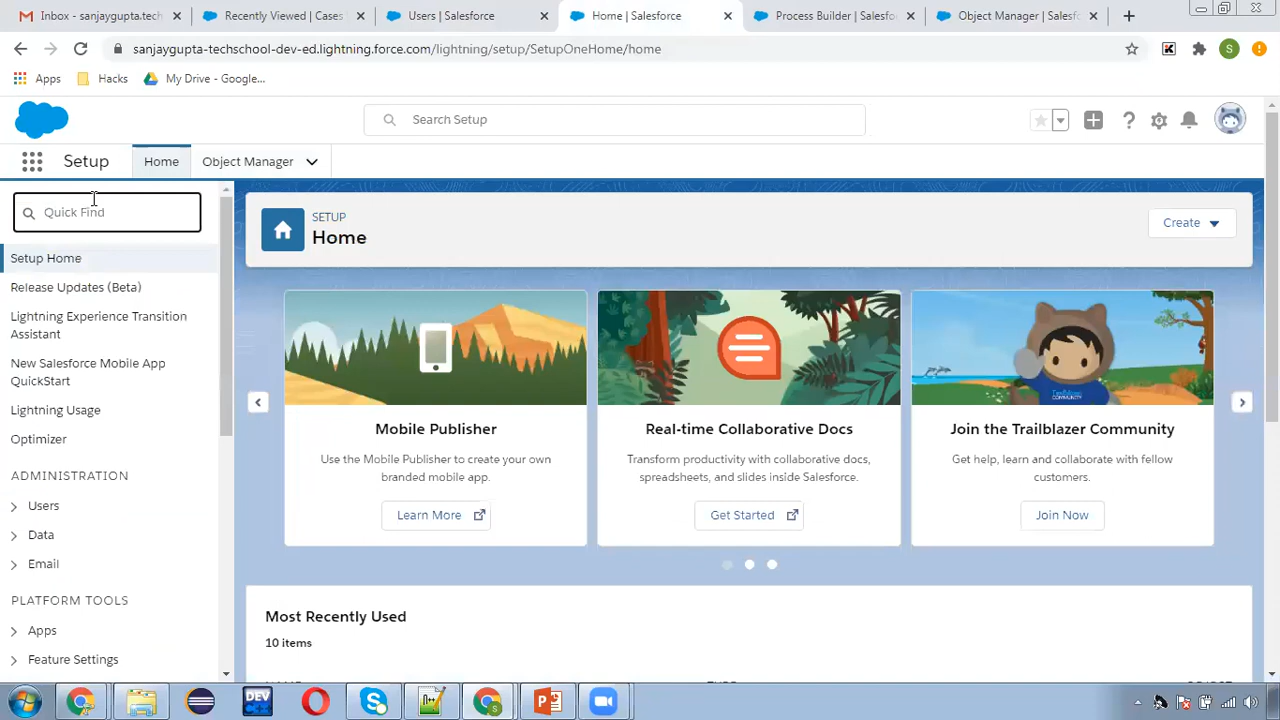 Inbox - sanjaygupta.tech
Recently Viewed | Cases
Users | Salesforce
Home | Salesforce
Process Builder | Salesfo
Object Manager | Salesfo
sanjaygupta-techschool-dev-ed.lightning.force.com/lightning/setup/SetupOneHome/home
S
Apps
Hacks
My Drive - Google...
Search Setup
Setup
Home
Object Manager
Quick Find
Setup Home
Release Updates (Beta)
Lightning Experience Transition
Assistant
New Salesforce Mobile App
QuickStart
Lightning Usage
Optimizer
ADMINISTRATION
Users
Data
Email
PLATFORM TOOLS
Apps
Feature Settings
SETUP
Home
Create
Mobile Publisher
Use the Mobile Publisher to create your own
branded mobile app.
Learn More
Real-time Collaborative Docs
Transform productivity with collaborative docs,
spreadsheets, and slides inside Salesforce.
Get Started
TRAILBLAZER
COMMUNITY
Join the Trailblazer Community
Get help, learn and collaborate with fellow
customers.
Join Now
Most Recently Used
10 items
DEV